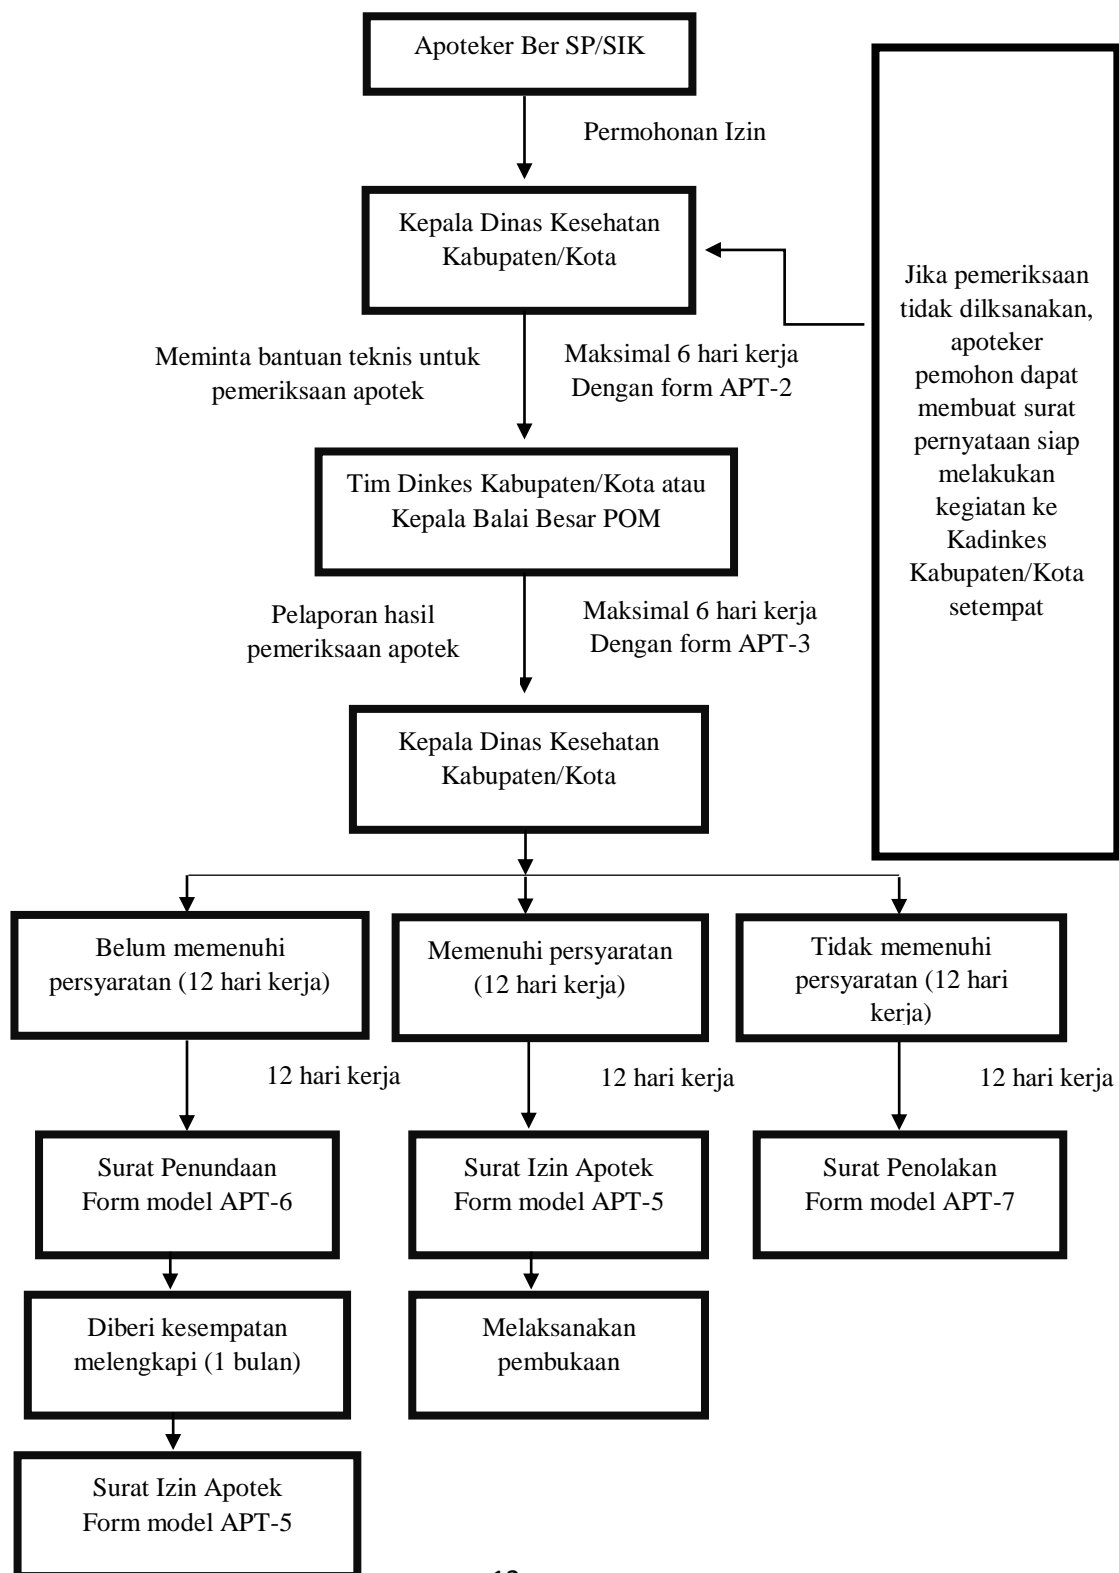 Apoteker Ber SP/SIK
Permohonan Izin
Kepala Dinas Kesehatan
Kabupaten/Kota
Meminta bantuan teknis untuk
pemeriksaan apotek
Maksimal 6 hari kerja
Dengan form APT-2
Jika pemeriksaan
tidak dilksanakan,
apoteker
pemohon dapat
membuat surat
pernyataan siap
melakukan
kegiatan ke
Kadinkes
Kabupaten/Kota
setempat
Tim Dinkes Kabupaten/Kota atau
Kepala Balai Besar POM
Pelaporan hasil
pemeriksaan apotek
Maksimal 6 hari kerja
Dengan form APT-3
Kepala Dinas Kesehatan
Kabupaten/Kota
Belum memenuhi
persyaratan (12 hari kerja)
Memenuhi persyaratan
(12 hari kerja)
Tidak memenuhi
persyaratan (12 hari
kerja)
12 hari kerja
12 hari kerja
12 hari kerja
Surat Penundaan
Form model APT-6
Surat Izin Apotek
Form model APT-5
Surat Penolakan
Form model APT-7
Diberi kesempatan
melengkapi (1 bulan)
Melaksanakan
pembukaan
Surat Izin Apotek
Form model APT-5